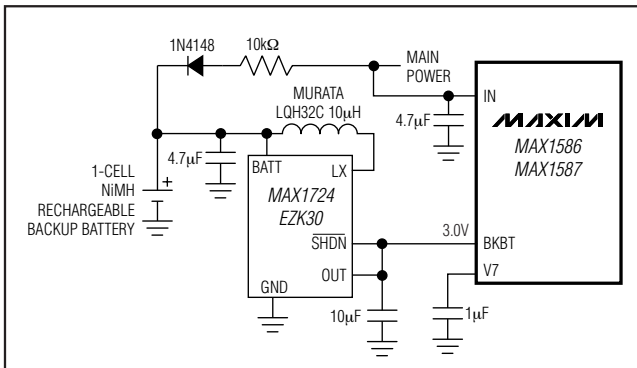 1N4148
10kΩ
MAIN
POWER
MURATA
LQH32C 10μH
4.7μF
IN
MAXIM
MAX1586
MAX1587
4.7μF
BATT
LX
1-CELL
NiMH
RECHARGEABLE
BACKUP BATTERY
+
MAX1724
EZK30
SHDN
3.0V
BKBT
OUT
V7
GND
10μF
1μF